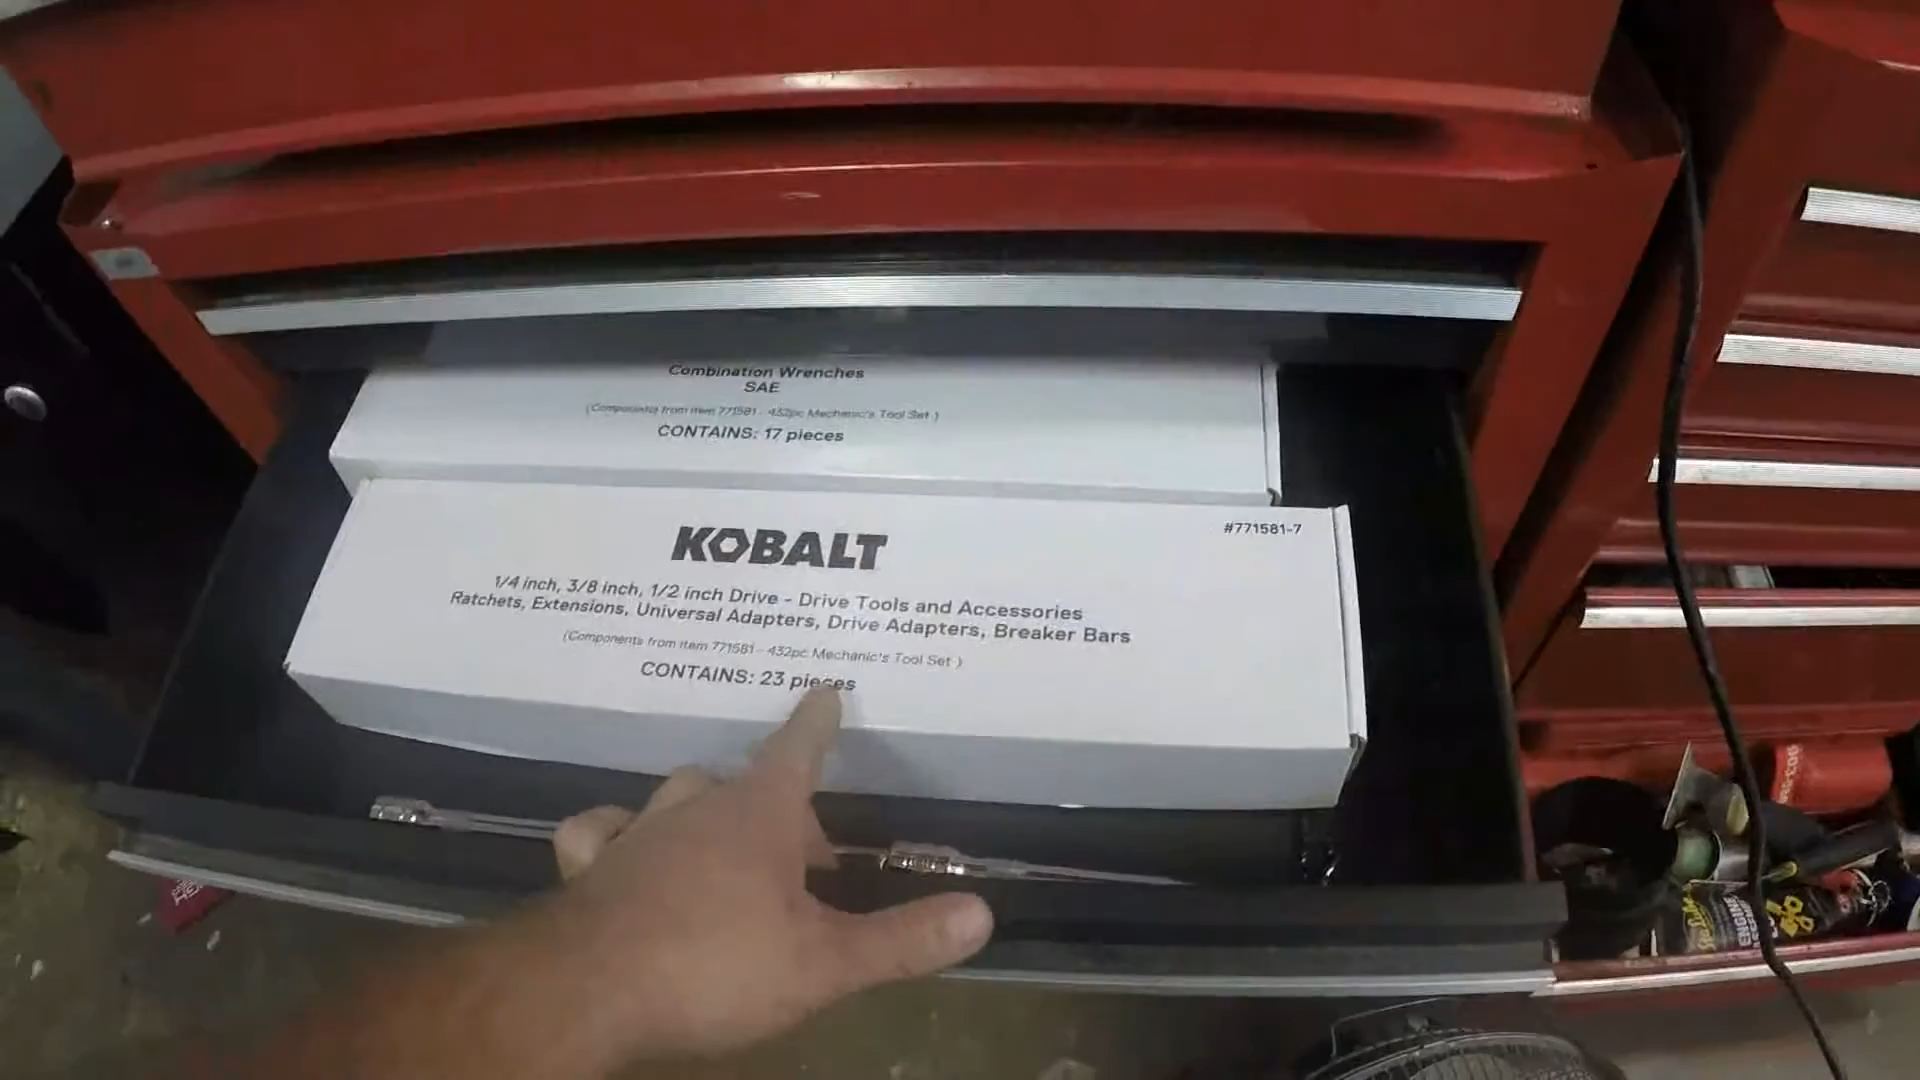 Combination Wrenches
SAE
(Components from item 771581 - 432pc Mechanic's Tool Set )
CONTAINS: 17 pieces
KOBALT
#771581-7
1/4 inch, 3/8 inch, 1/2 inch Drive - Drive Tools and Accessories
Ratchets, Extensions, Universal Adapters, Drive Adapters, Breaker Bars
(Components from item 771581 - 432pc Mechanic's Tool Set )
CONTAINS: 23 pieces
ENGINE